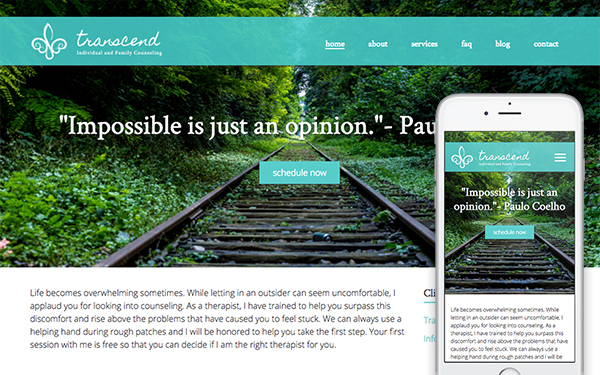 transcend
Individual and Family Counseling
home about services faq blog contact
"Impossible is just an opinion."- Pau
schedule now
Life becomes overwhelming sometimes. While letting in an outsider can seem uncomfortable, I
applaud you for looking into counseling. As a therapist, I have trained to help you surpass this
discomfort and rise above the problems that have caused you to feel stuck. We can always use a
helping hand during rough patches and I will be honored to help you take the first step. Your first
session with me is free so that you can decide if I am the right therapist for you.
Cli
Tra
Info
transcend
Individual and Family Counseling
"Impossible is just an
opinion."- Paulo Coelho
schedule now
Life becomes overwhelming sometimes. While
letting in an outsider can seem uncomfortable, I
applaud you for looking into counseling. As a
therapist, I have trained to help you surpass this
discomfort and rise above the problems that have
caused you to feel stuck. We can always use a
helping hand during rough patches and I will be